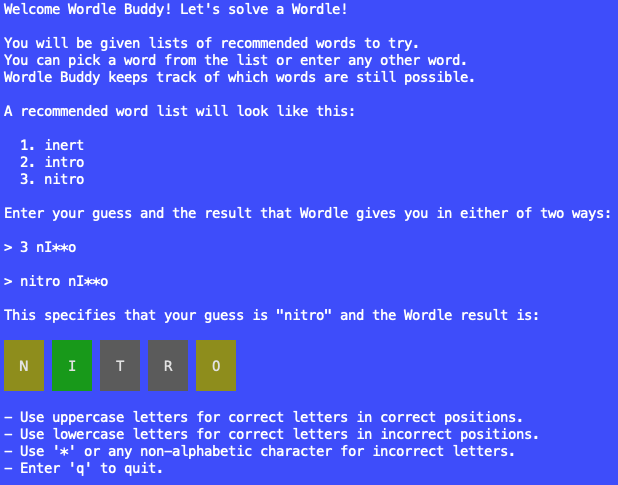 Welcome Wordle Buddy! Let's solve a Wordle!
You will be given lists of recommended words to try.
You can pick a word from the list or enter any other word.
Wordle Buddy keeps track of which words are still possible.
A recommended word list will look like this:
1. inert
2. intro
3. nitro
Enter your guess and the result that Wordle gives you in either of two ways:
> 3 nI**o
> nitro nI**o
This specifies that your guess is "nitro" and the Wordle result is:
N I T R O
- Use uppercase letters for correct letters in correct positions.
- Use lowercase letters for correct letters in incorrect positions.
- Use '*' or any non-alphabetic character for incorrect letters.
- Enter 'q' to quit.